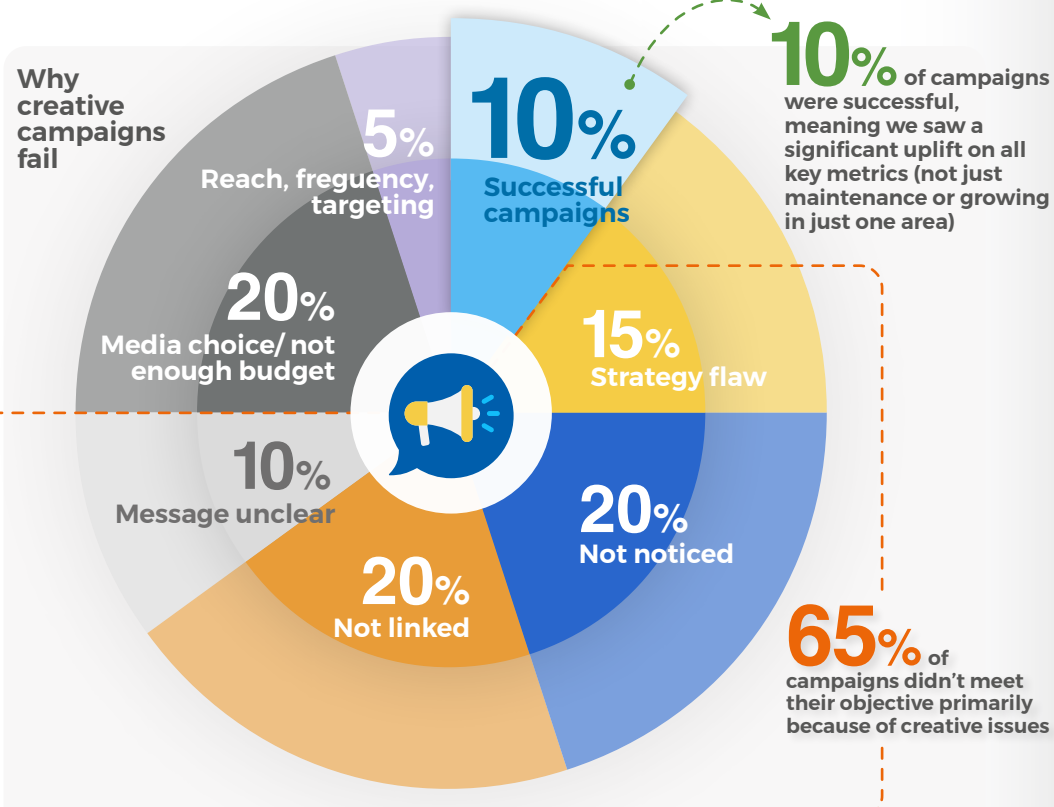 Why
creative
campaigns
fail
10%
Successful
campaigns
10% of campaigns
were successful,
meaning we saw a
significant uplift on all
key metrics (not just
maintenance or growing
in just one area)
15%
Strategy flaw
20%
Not noticed
20%
Not linked
10%
Message unclear
20%
Media choice/ not
enough budget
5%
Reach, freguency,
targeting
65% of
campaigns didn't meet
their objective primarily
because of creative issues